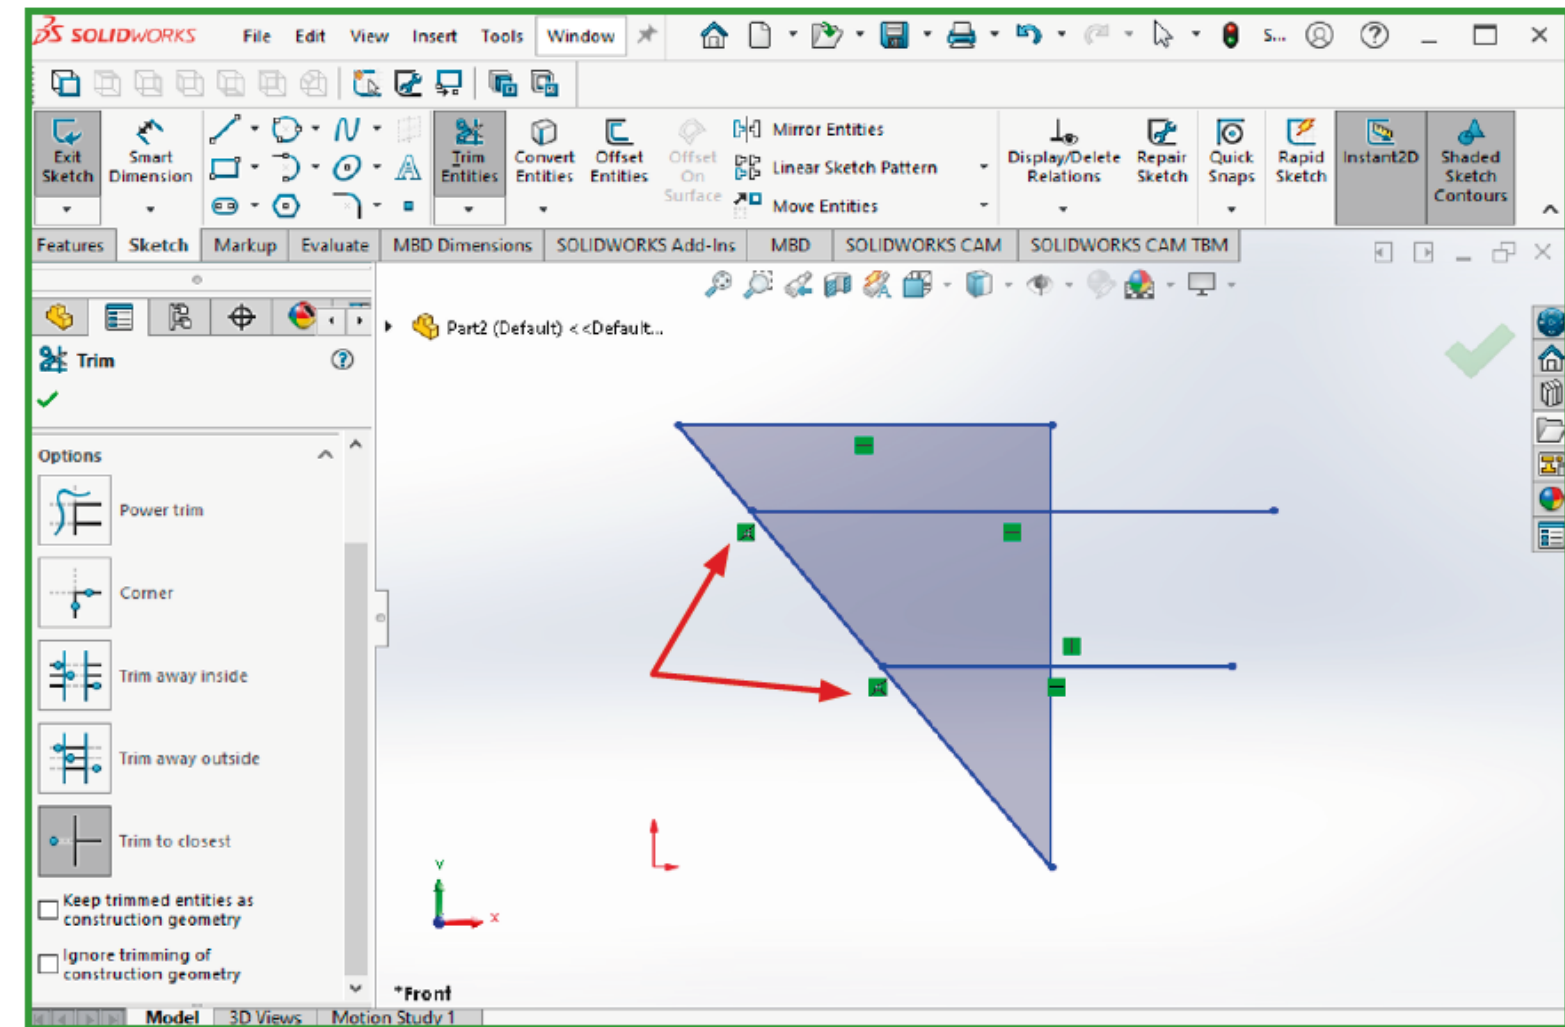 SOLIDWORKS File Edit View Insert Tools Window S...
Exit Sketch
Smart Dimension
Trim Entities
Convert Entities
Offset Entities
Offset On Surface
Mirror Entities
Linear Sketch Pattern
Move Entities
Display/Delete Relations
Repair Sketch
Quick Snaps
Rapid Sketch
Instant2D
Shaded Sketch Contours
Features Sketch Markup Evaluate MBD Dimensions SOLIDWORKS Add-Ins MBD SOLIDWORKS CAM SOLIDWORKS CAM TBM
Part2 (Default) <<Default...
Trim
Options
Power trim
Corner
Trim away inside
Trim away outside
Trim to closest
Keep trimmed entities as
construction geometry
Ignore trimming of
construction geometry
Y
X
*Front
Model 3D Views Motion Study 1